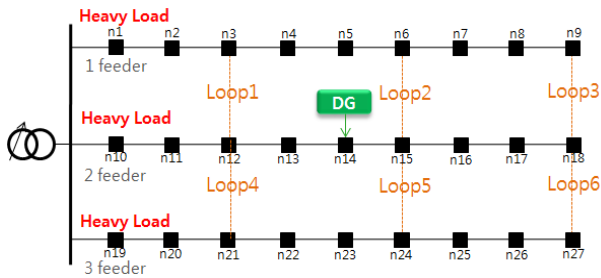 Heavy Load
n1 n2 n3 n4 n5 n6 n7 n8 n9
1 feeder
Loop1 Loop2 Loop3
DG
Heavy Load
n10 n11 n12 n13 n14 n15 n16 n17 n18
2 feeder
Loop4 Loop5 Loop6
Heavy Load
n19 n20 n21 n22 n23 n24 n25 n26 n27
3 feeder